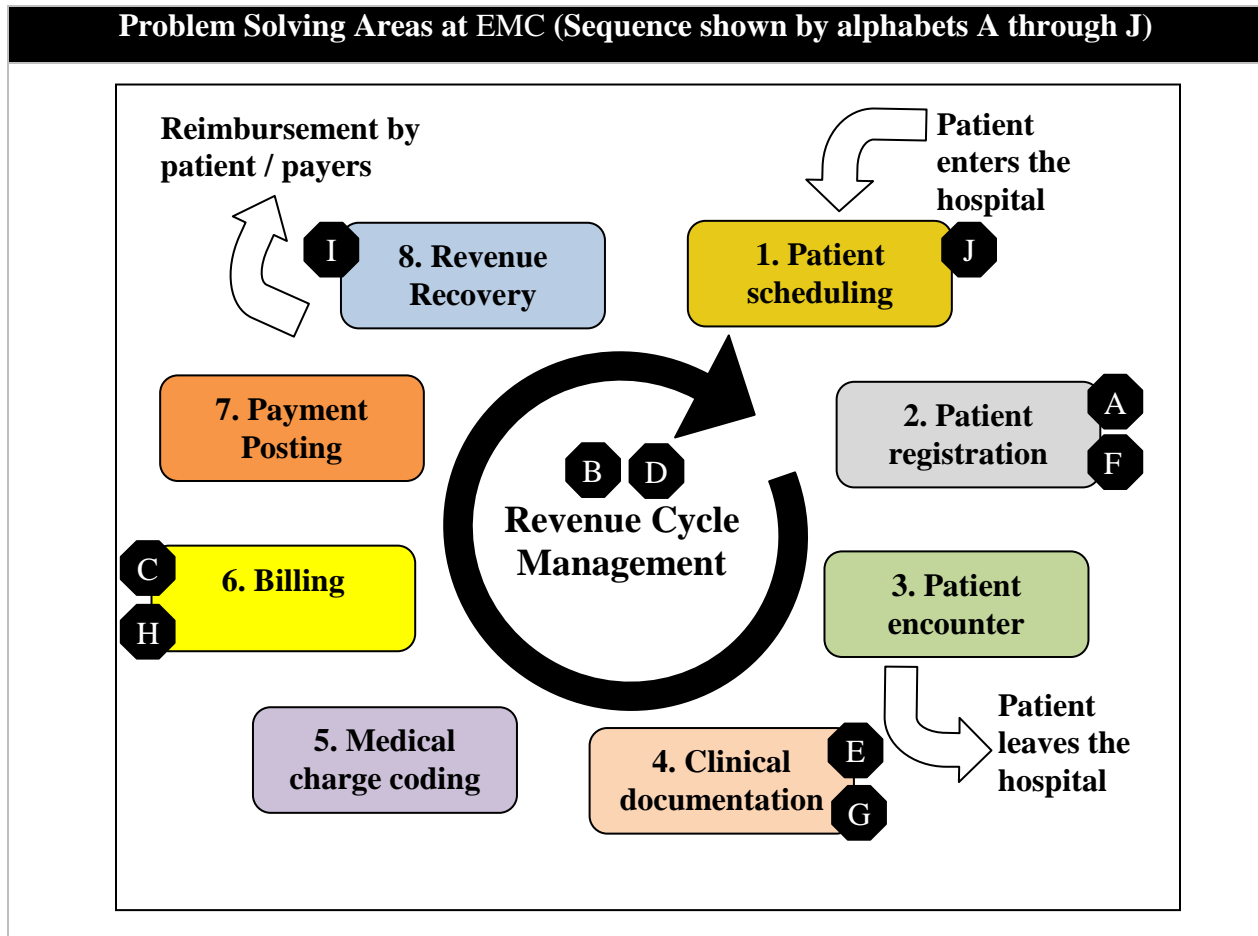 Problem Solving Areas at EMC (Sequence shown by alphabets A through J)
Reimbursement by
patient / payers
Patient
enters the
hospital
I
8. Revenue
Recovery
1. Patient
scheduling
J
7. Payment
Posting
2. Patient
registration
A
F
B D
Revenue Cycle
Management
C
H
6. Billing
3. Patient
encounter
5. Medical
charge coding
4. Clinical
documentation
E
G
Patient
leaves the
hospital